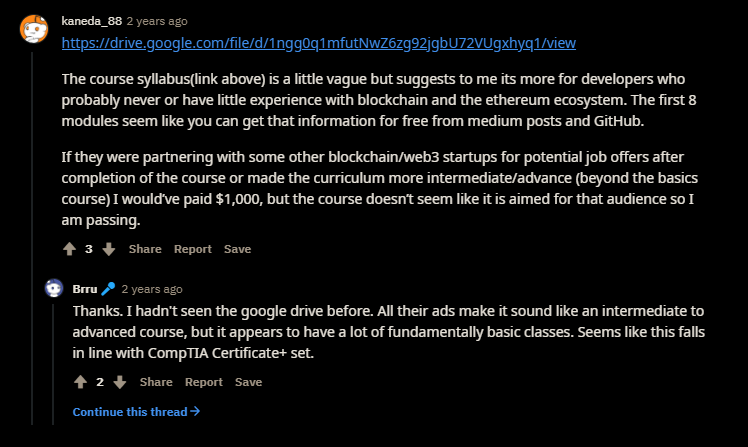 kaneda_88 2 years ago
https://drive.google.com/file/d/1ngg0q1mfutNwZ6zg92jgbU72VUgxhyq1/view
The course syllabus(link above) is a little vague but suggests to me its more for developers who
probably never or have little experience with blockchain and the ethereum ecosystem. The first 8
modules seem like you can get that information for free from medium posts and GitHub.
If they were partnering with some other blockchain/web3 startups for potential job offers after
completion of the course or made the curriculum more intermediate/advance (beyond the basics
course) I would’ve paid $1,000, but the course doesn’t seem like it is aimed for that audience so I
am passing.
3 Share Report Save
Brru 2 years ago
Thanks. I hadn't seen the google drive before. All their ads make it sound like an intermediate to
advanced course, but it appears to have a lot of fundamentally basic classes. Seems like this falls
in line with CompTIA Certificate+ set.
2 Share Report Save
Continue this thread